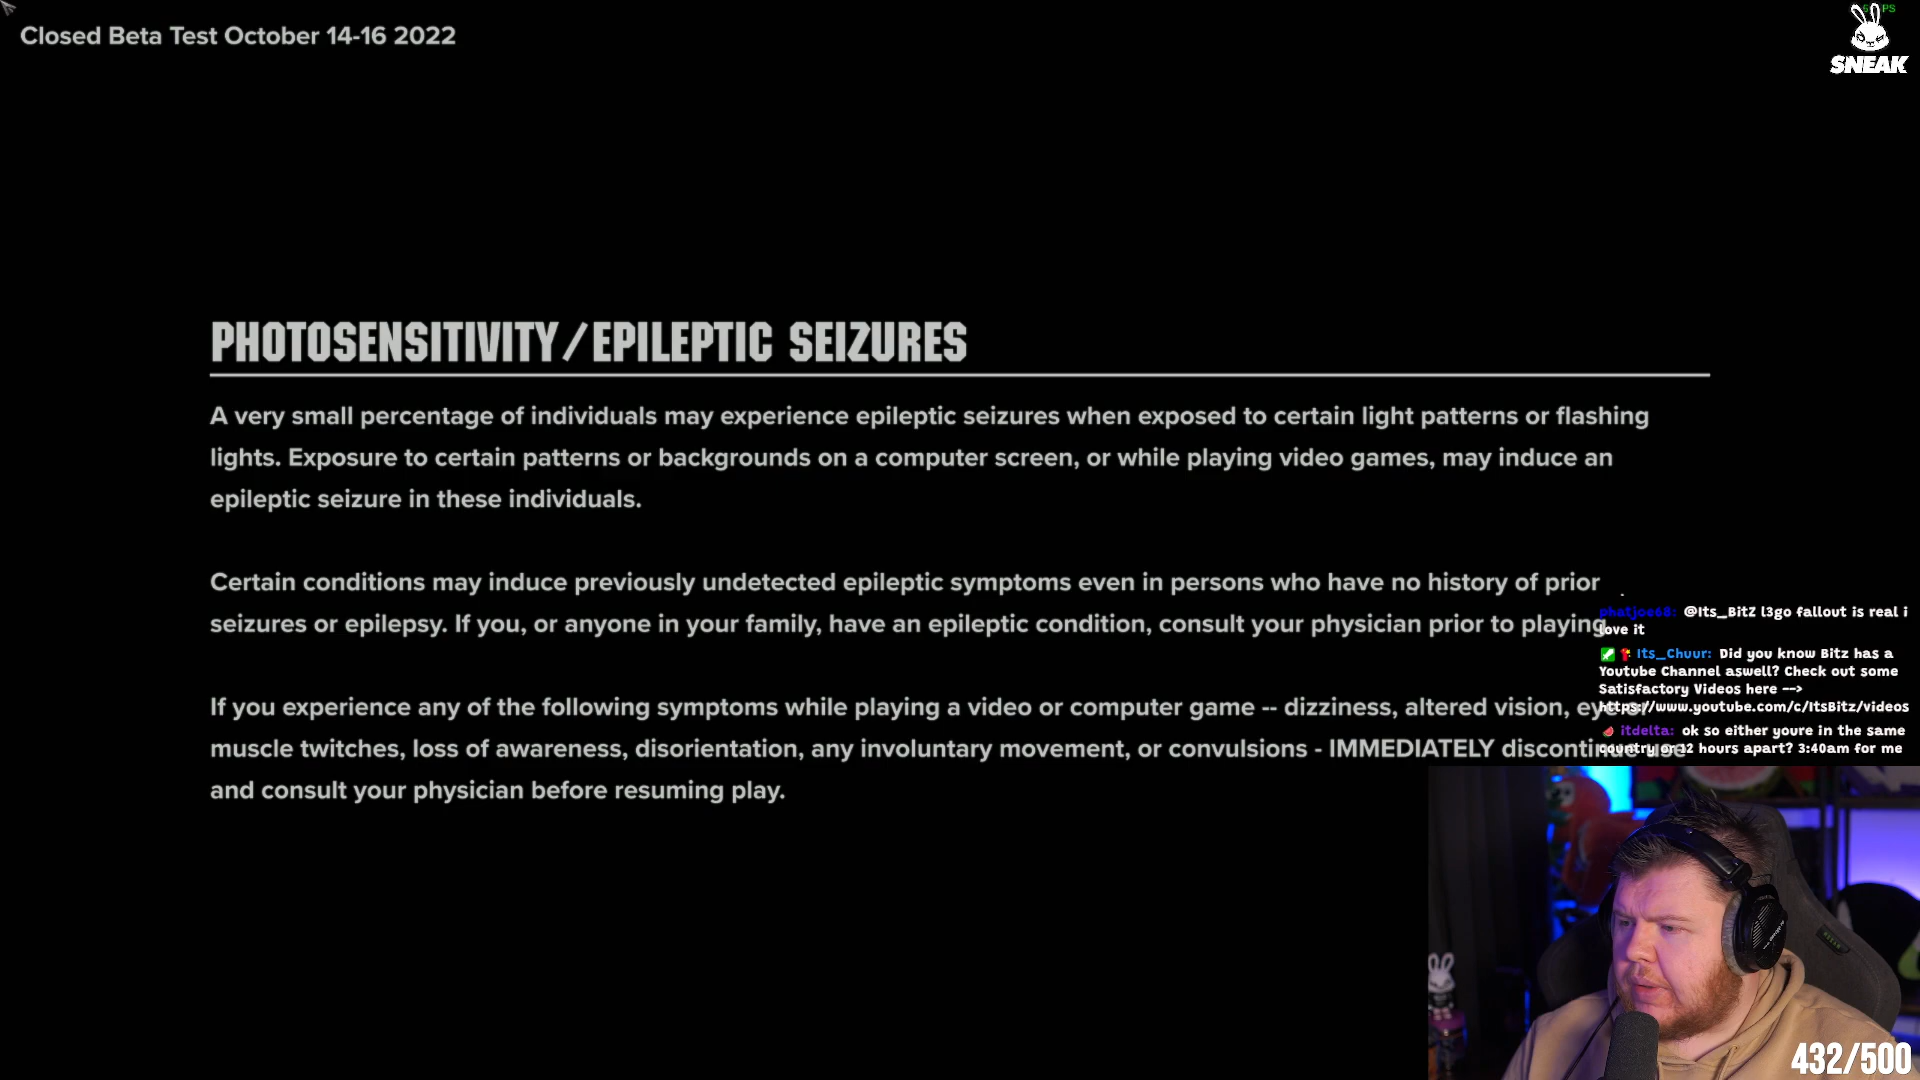 Closed Beta Test October 14-16 2022
PS
SNEAK
PHOTOSENSITIVITY/EPILEPTIC SEIZURES
A very small percentage of individuals may experience epileptic seizures when exposed to certain light patterns or flashing
lights. Exposure to certain patterns or backgrounds on a computer screen, or while playing video games, may induce an
epileptic seizure in these individuals.
Certain conditions may induce previously undetected epileptic symptoms even in persons who have no history of prior
seizures or epilepsy. If you, or anyone in your family, have an epileptic condition, consult your physician prior to playing.
If you experience any of the following symptoms while playing a video or computer game -- dizziness, altered vision,
muscle twitches, loss of awareness, disorientation, any involuntary movement, or convulsions - IMMEDIATELY discontinue use
and consult your physician before resuming play.
phatjoe68: @Its_BitZ l3go fallout is real i
love it
Its_Chuur: Did you know Bitz has a
Youtube Channel aswell? Check out some
Satisfactory Videos here -->
https://www.youtube.com/c/ItsBitz/videos
itdelta: ok so either youre in the same
country or 12 hours apart? 3:40am for me
432/500